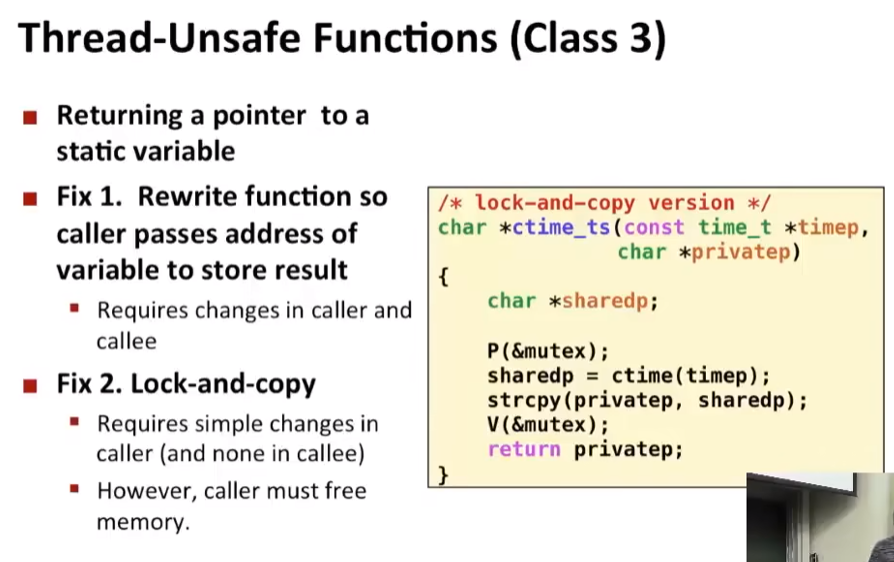 Thread-Unsafe Functions (Class 3)
■ Returning a pointer to a
static variable
■ Fix 1. Rewrite function so
caller passes address of
variable to store result
▪ Requires changes in caller and
callee
■ Fix 2. Lock-and-copy
▪ Requires simple changes in
caller (and none in callee)
▪ However, caller must free
memory.
/* lock-and-copy version */
char *ctime_ts(const time_t *timep,
               char *privatep)
{
    char *sharedp;

    P(&mutex);
    sharedp = ctime(timep);
    strcpy(privatep, sharedp);
    V(&mutex);
    return privatep;
}